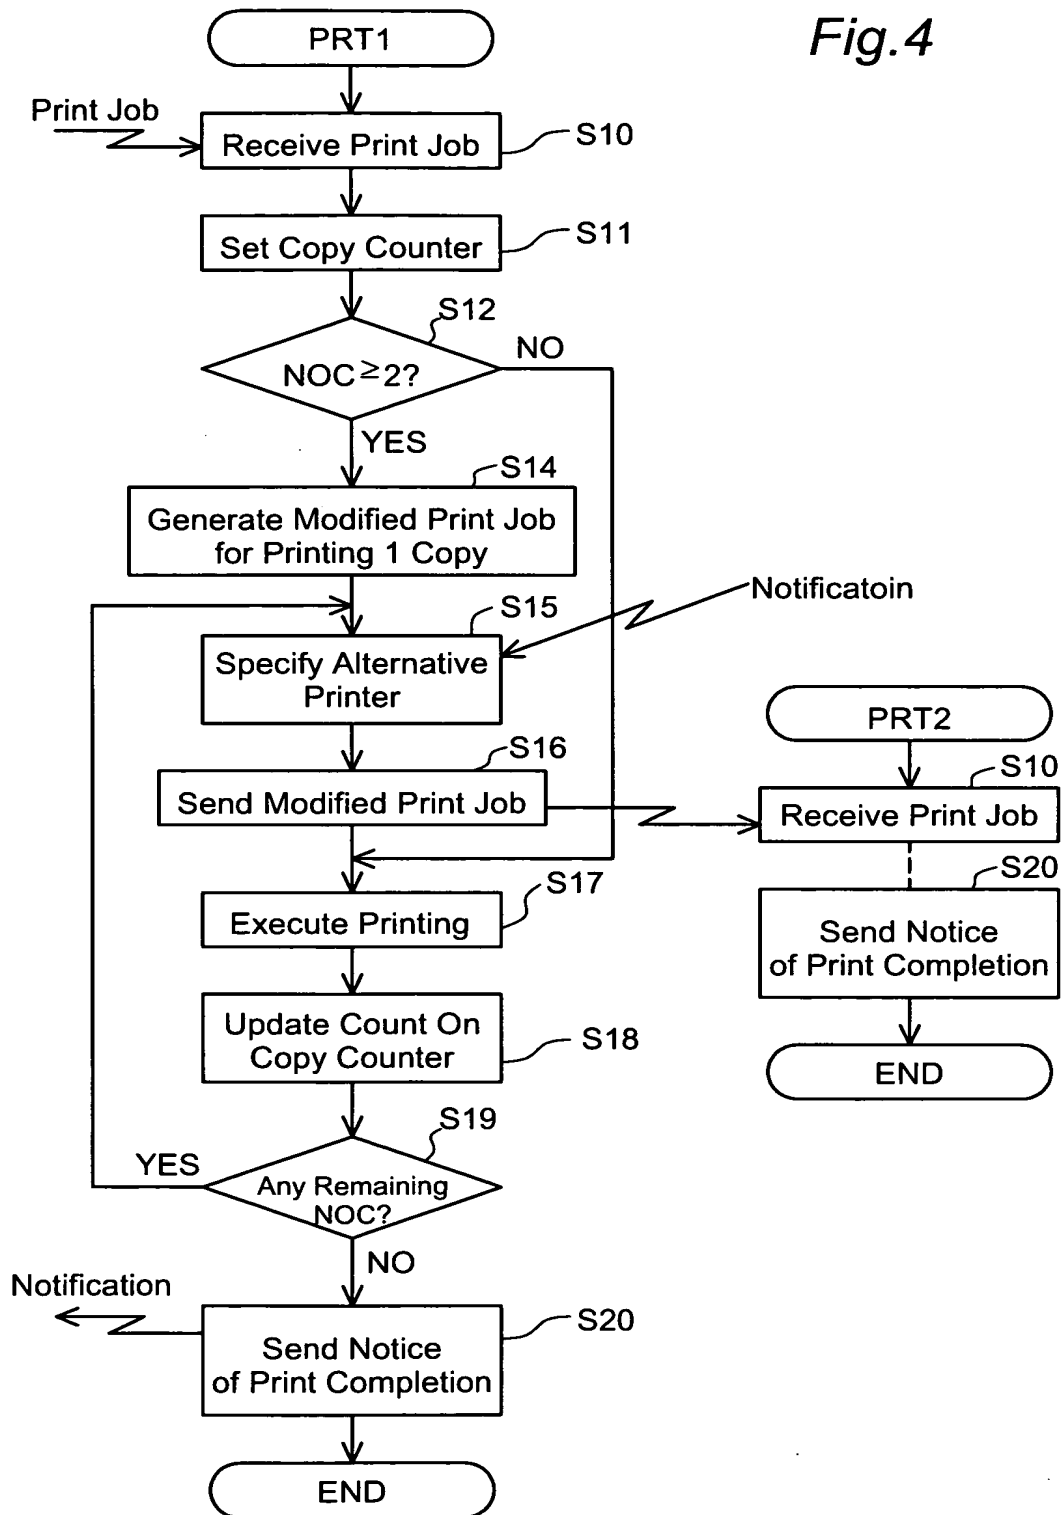 Fig.4
PRT1
Print Job
Receive Print Job
S10
Set Copy Counter
S11
S12
NOC≧2?
NO
YES
S14
Generate Modified Print Job
for Printing 1 Copy
Notificatoin
S15
Specify Alternative
Printer
S16
Send Modified Print Job
S17
Execute Printing
Update Count On
Copy Counter
S18
S19
YES
Any Remaining
NOC?
NO
Notification
S20
Send Notice
of Print Completion
END
PRT2
S10
Receive Print Job
S20
Send Notice
of Print Completion
END